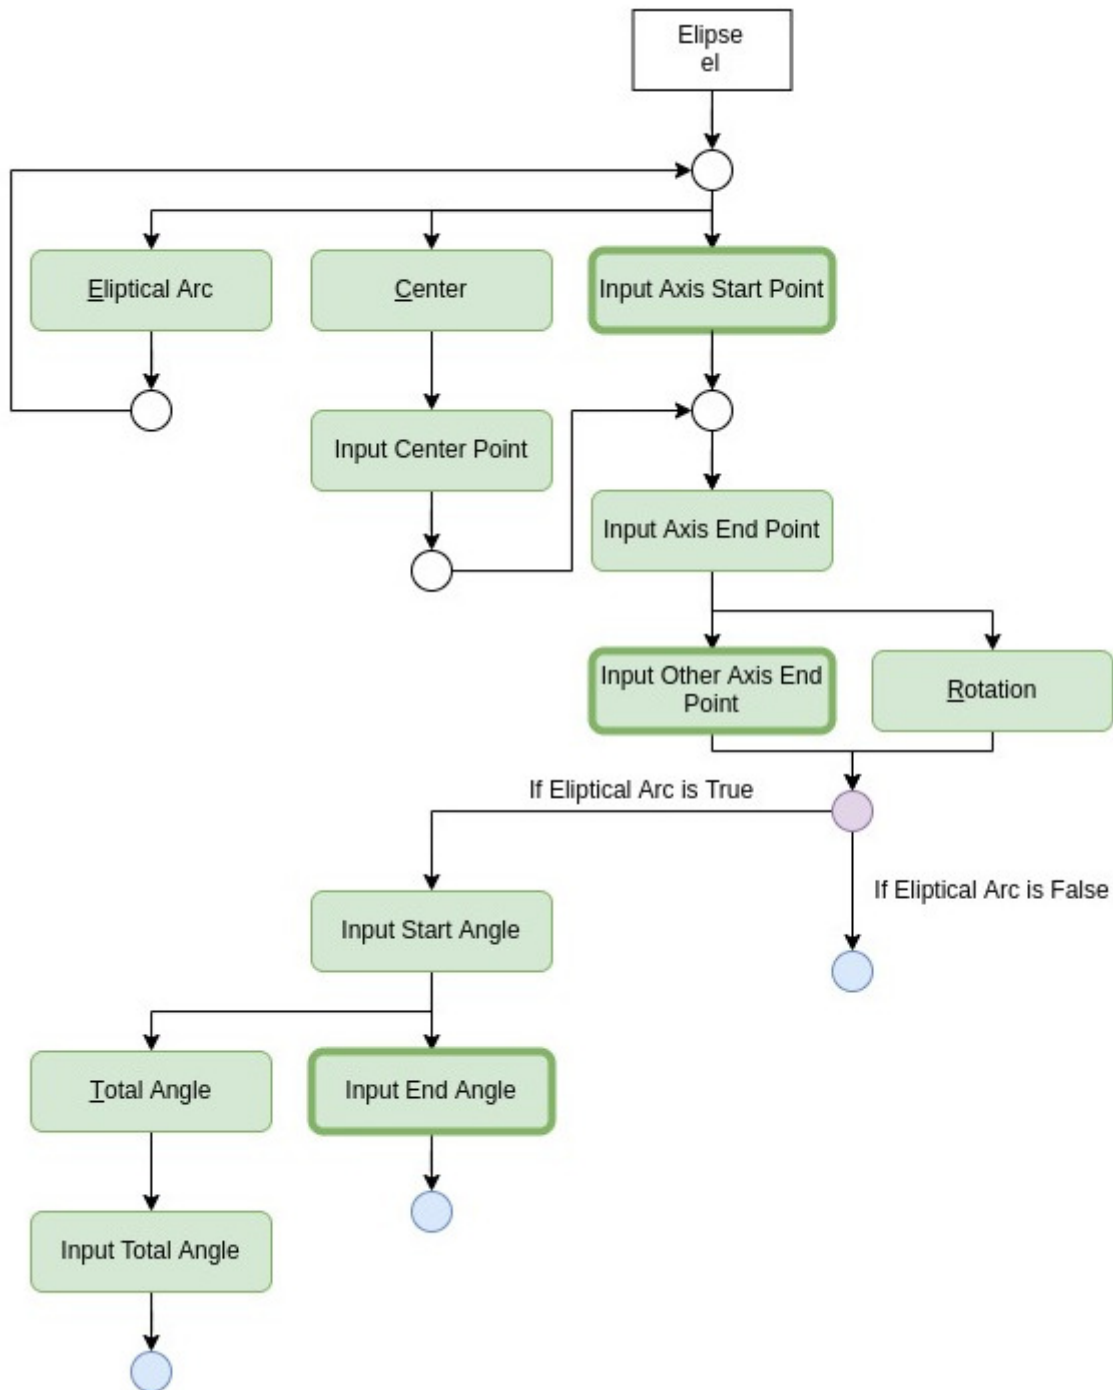 Elipse
el
Eliptical Arc
Center
Input Axis Start Point
Input Center Point
Input Axis End Point
Input Other Axis End
Point
Rotation
If Eliptical Arc is True
If Eliptical Arc is False
Input Start Angle
Total Angle
Input End Angle
Input Total Angle